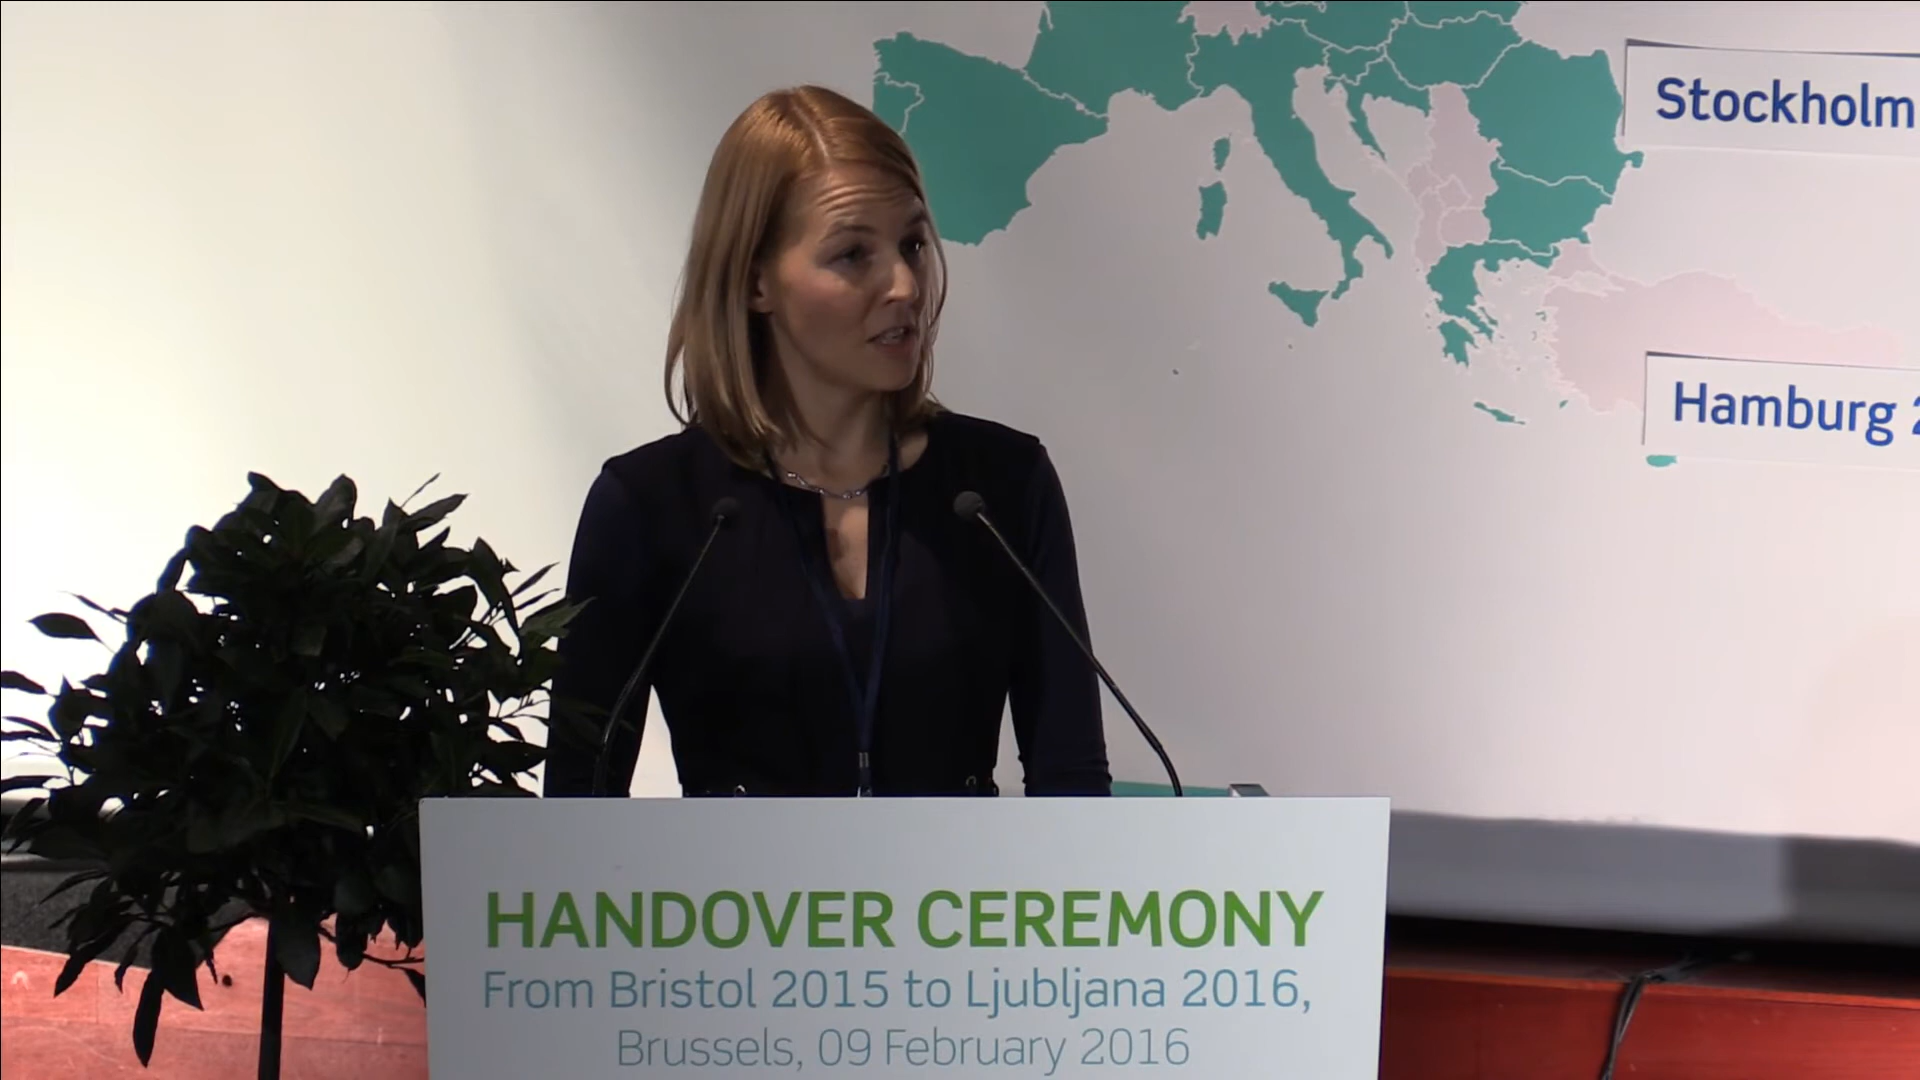 Stockholm
Hamburg
HANDOVER CEREMONY
From Bristol 2015 to Ljubljana 2016,
Brussels, 09 February 2016